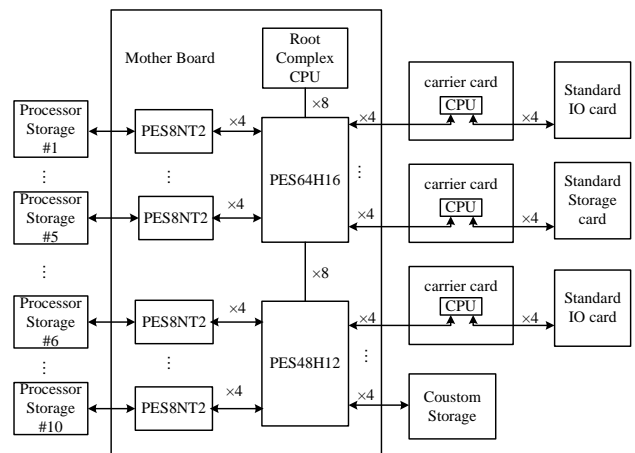 Root
Complex
CPU
Mother Board
×8
carrier card
CPU
×4
×4
Standard
IO card
Processor
Storage
#1
PES8NT2
×4
PES64H16
⋮
⋮
⋮
carrier card
CPU
×4
×4
Standard
Storage
card
Processor
Storage
#5
PES8NT2
×4
⋮
×8
carrier card
CPU
×4
×4
Standard
IO card
Processor
Storage
#6
PES8NT2
×4
PES48H12
⋮
⋮
⋮
Processor
Storage
#10
PES8NT2
×4
×4
Coustom
Storage